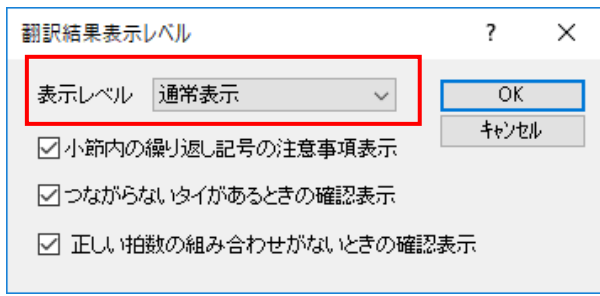 翻訳結果表示レベル ? ×
表示レベル 通常表示
OK
キャンセル
小節内の繰り返し記号の注意事項表示
つながらないタイがあるときの確認表示
正しい拍数の組み合わせがないときの確認表示